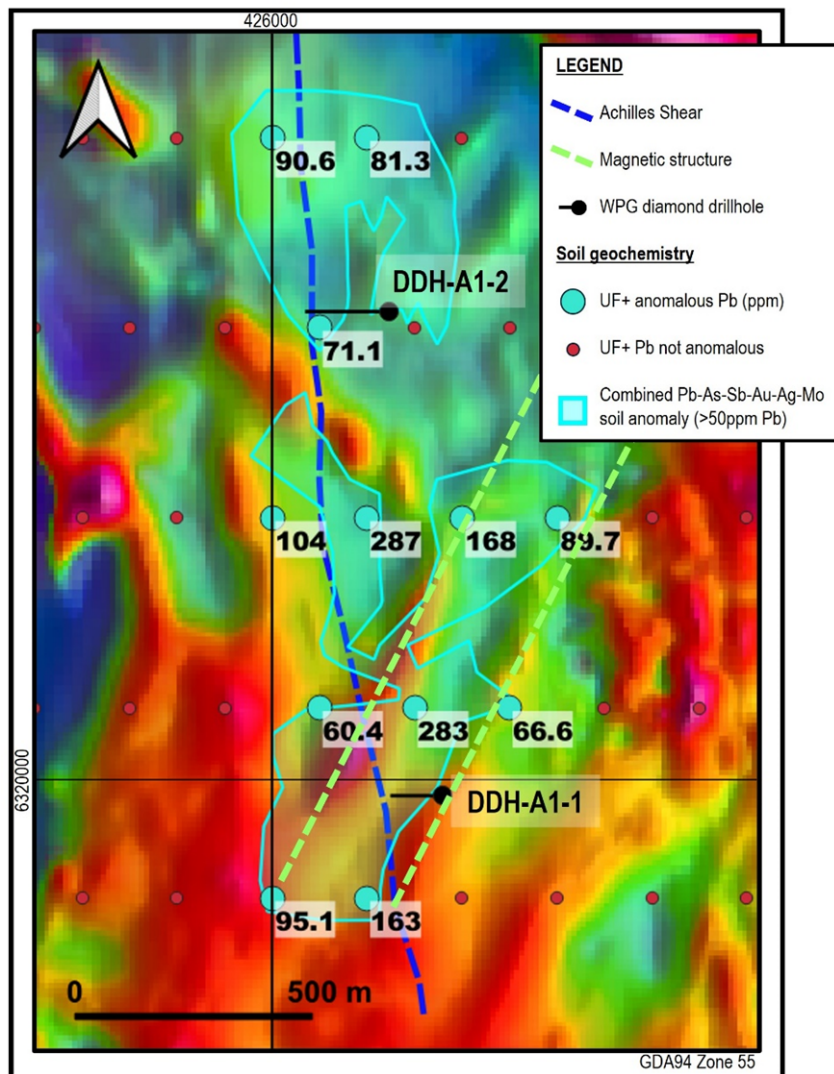 426000
LEGEND
Achilles Shear
Magnetic structure
WPG diamond drillhole
Soil geochemistry
UF+ anomalous Pb (ppm)
UF+ Pb not anomalous
Combined Pb-As-Sb-Au-Ag-Mo
soil anomaly (>50ppm Pb)
90.6
81.3
DDH-A1-2
71.1
104
287
168
89.7
60.4
283
66.6
6320000
DDH-A1-1
95.1
163
0
500 m
GDA94 Zone 55